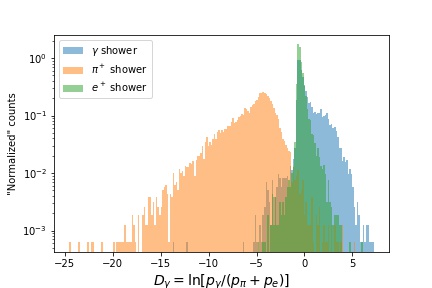 γ shower
π⁺ shower
e⁺ shower
"Normalized" counts
10⁰
10⁻¹
10⁻²
10⁻³
−25 −20 −15 −10 −5 0 5
D_γ = ln[p_γ/(p_π + p_e)]